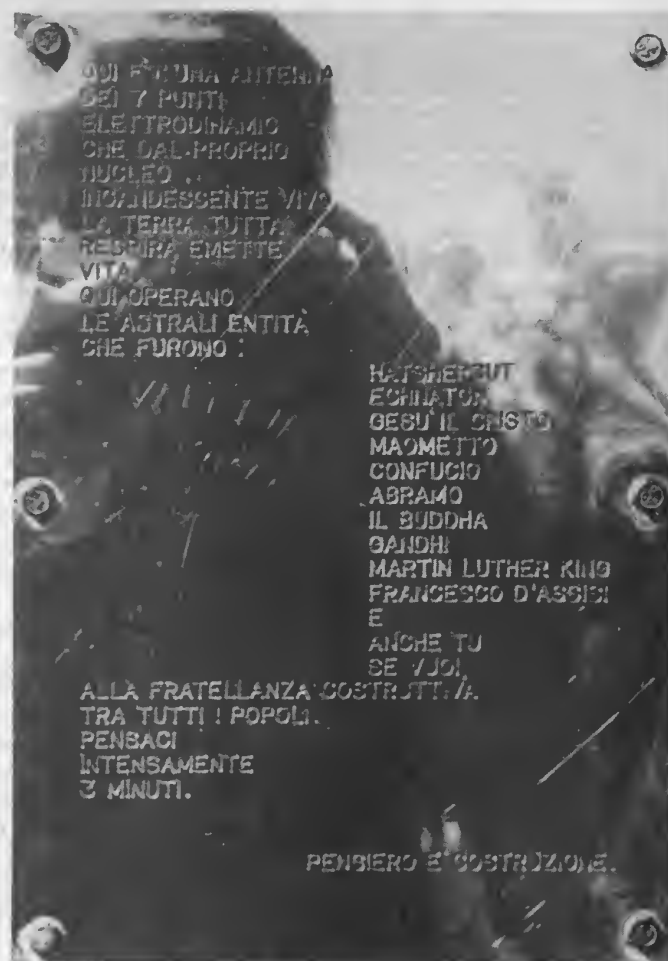 QUI E' UNA ANTENNA
DEI 7 PUNTI
ELETTRODINAMIC
CHE DAL PROPRIO
NUCLEO
INCANDESCENTE VIVO
LA TERRA TUTTA
RESPIRA EMETTE
VITA.
QUI OPERANO
LE ASTRALI ENTITÀ
CHE FURONO :
HATSHEPSUT
ECHNATON
GESU' IL CRISTO
MAOMETTO
CONFUCIO
ABRAMO
IL BUDDHA
GANDHI
MARTIN LUTHER KING
FRANCESCO D'ASSISI
E
ANCHE TU
SE VUOI
ALLA FRATELLANZA COSTRUTTIVA
TRA TUTTI I POPOLI.
PENSACI
INTENSAMENTE
3 MINUTI.
PENSIERO E' COSTRUZIONE.